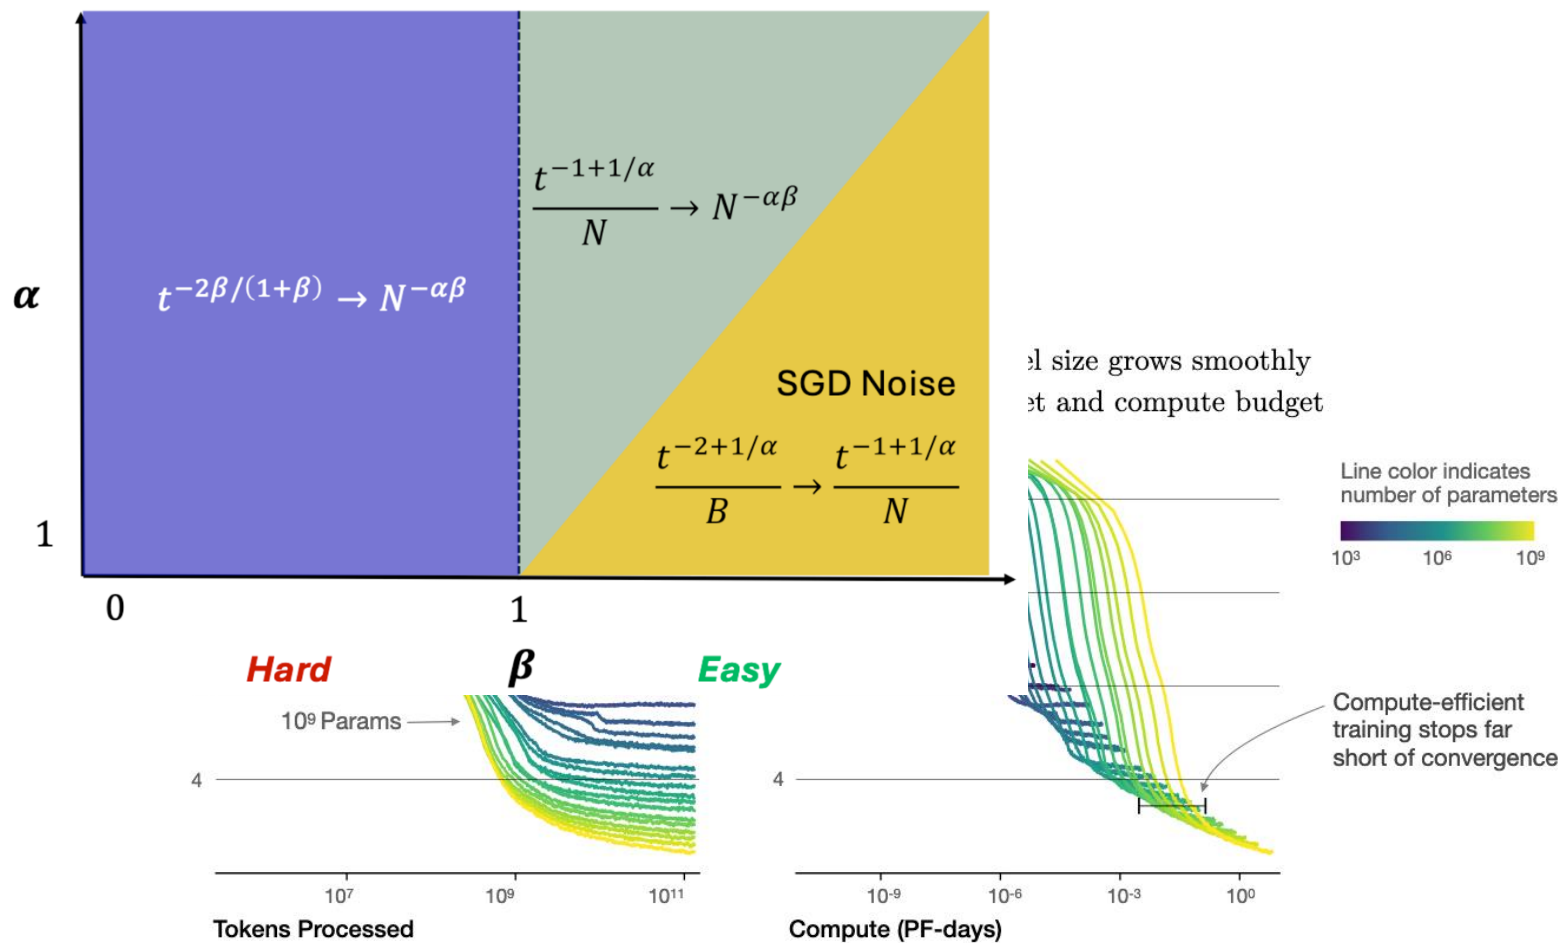 α
1
0
1
β
t^{-2β/(1+β)} → N^{-αβ}
t^{-1+1/α}/N → N^{-αβ}
SGD Noise
t^{-2+1/α}/B → t^{-1+1/α}/N
Hard
Easy
el size grows smoothly
et and compute budget
Line color indicates
number of parameters
10³ 10⁶ 10⁹
10⁹ Params
4
10⁷ 10⁹ 10¹¹
Tokens Processed
4
10⁻⁹ 10⁻⁶ 10⁻³ 10⁰
Compute (PF-days)
Compute-efficient
training stops far
short of convergence